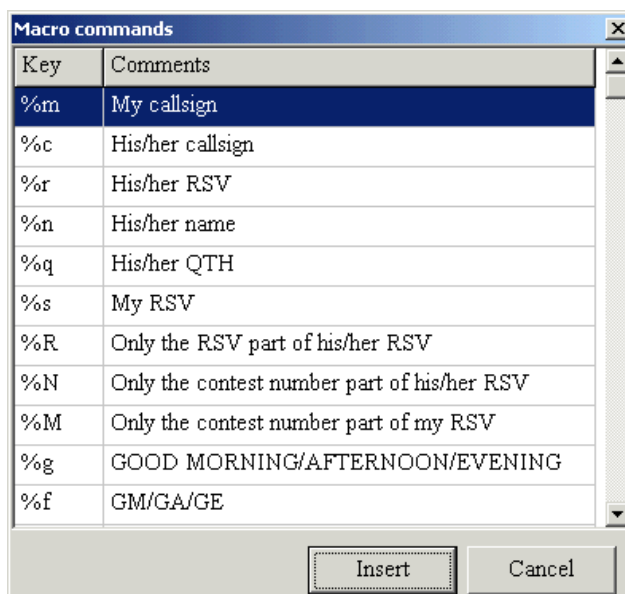 Macro commands
Key Comments
%m My callsign
%c His/her callsign
%r His/her RSV
%n His/her name
%q His/her QTH
%s My RSV
%R Only the RSV part of his/her RSV
%N Only the contest number part of his/her RSV
%M Only the contest number part of my RSV
%g GOOD MORNING/AFTERNOON/EVENING
%f GM/GA/GE
Insert Cancel